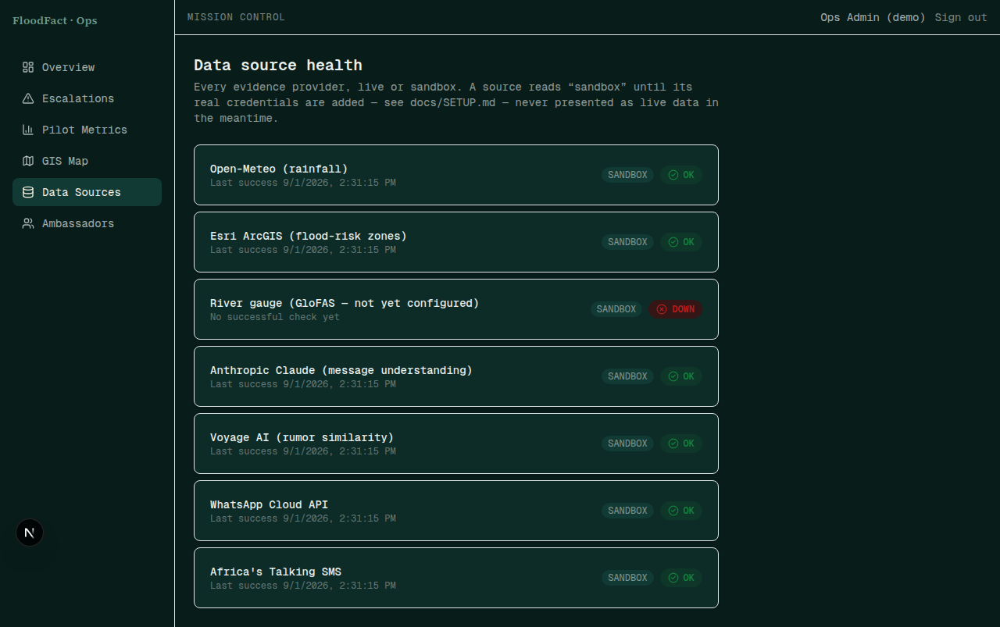 FloodFact · Ops
MISSION CONTROL
Ops Admin (demo)
Sign out
Overview
Escalations
Pilot Metrics
GIS Map
Data Sources
Ambassadors
Data source health
Every evidence provider, live or sandbox. A source reads “sandbox” until its
real credentials are added — see docs/SETUP.md — never presented as live data in
the meantime.
Open-Meteo (rainfall)
Last success 9/1/2026, 2:31:15 PM
SANDBOX
OK
Esri ArcGIS (flood-risk zones)
Last success 9/1/2026, 2:31:15 PM
SANDBOX
OK
River gauge (GloFAS — not yet configured)
No successful check yet
SANDBOX
DOWN
Anthropic Claude (message understanding)
Last success 9/1/2026, 2:31:15 PM
SANDBOX
OK
Voyage AI (rumor similarity)
Last success 9/1/2026, 2:31:15 PM
SANDBOX
OK
WhatsApp Cloud API
Last success 9/1/2026, 2:31:15 PM
SANDBOX
OK
Africa's Talking SMS
Last success 9/1/2026, 2:31:15 PM
SANDBOX
OK
N